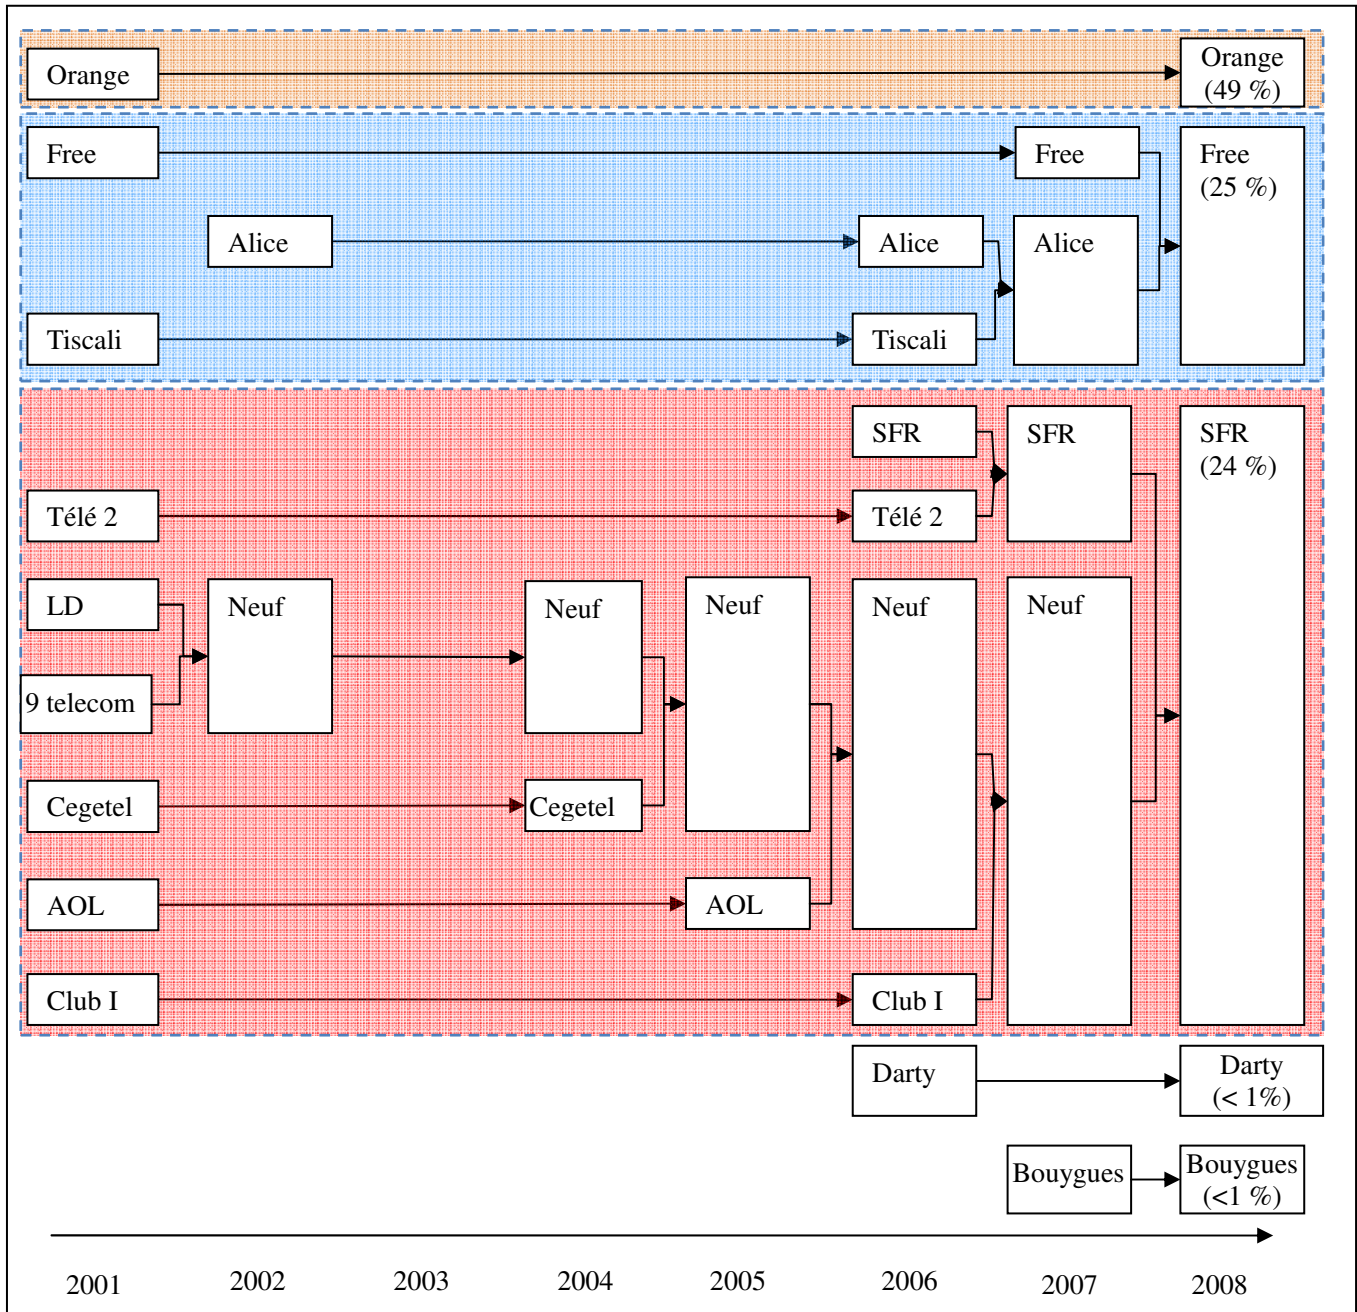 Orange
Orange
(49 %)
Free
Free
Free
(25 %)
Alice
Alice
Alice
Tiscali
Tiscali
SFR
SFR
SFR
(24 %)
Télé 2
Télé 2
LD
Neuf
Neuf
Neuf
Neuf
Neuf
9 telecom
Cegetel
Cegetel
AOL
AOL
Club I
Club I
Darty
Darty
(< 1%)
Bouygues
Bouygues
(<1 %)
2001
2002
2003
2004
2005
2006
2007
2008